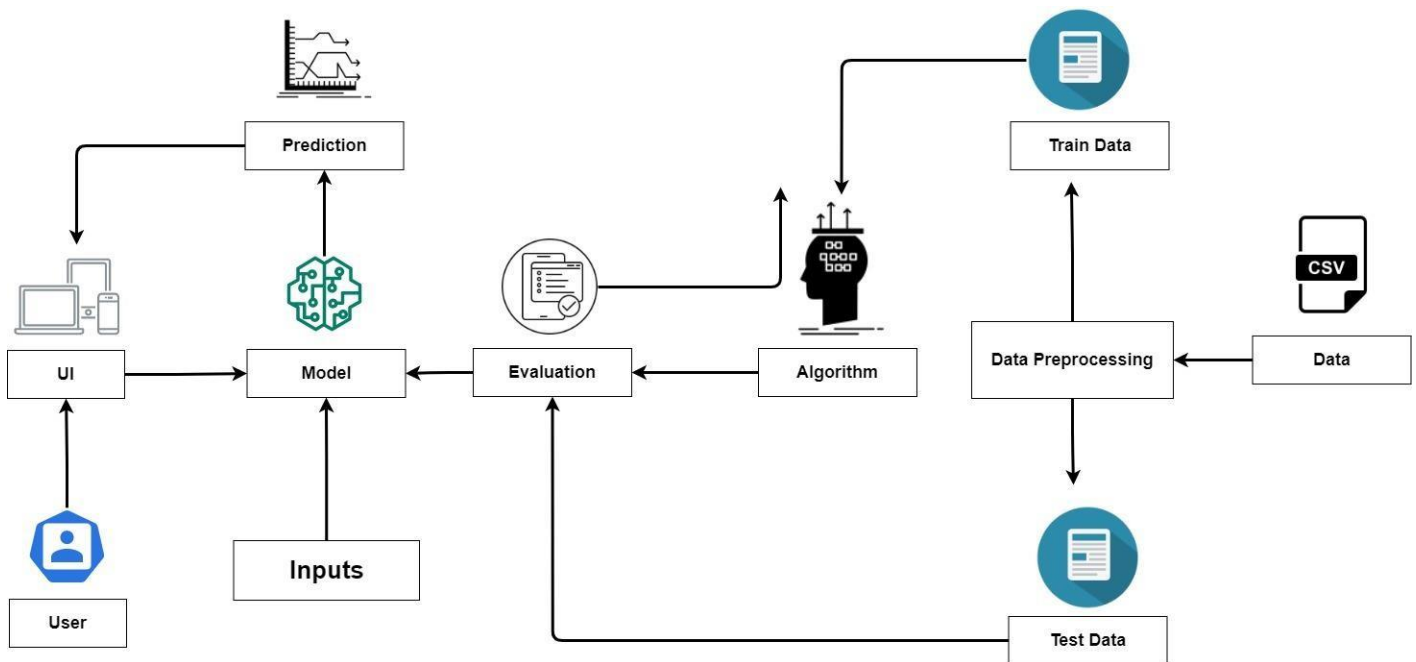 Prediction
Train Data
CSV
UI
Model
Evaluation
Algorithm
Data Preprocessing
Data
Inputs
User
Test Data